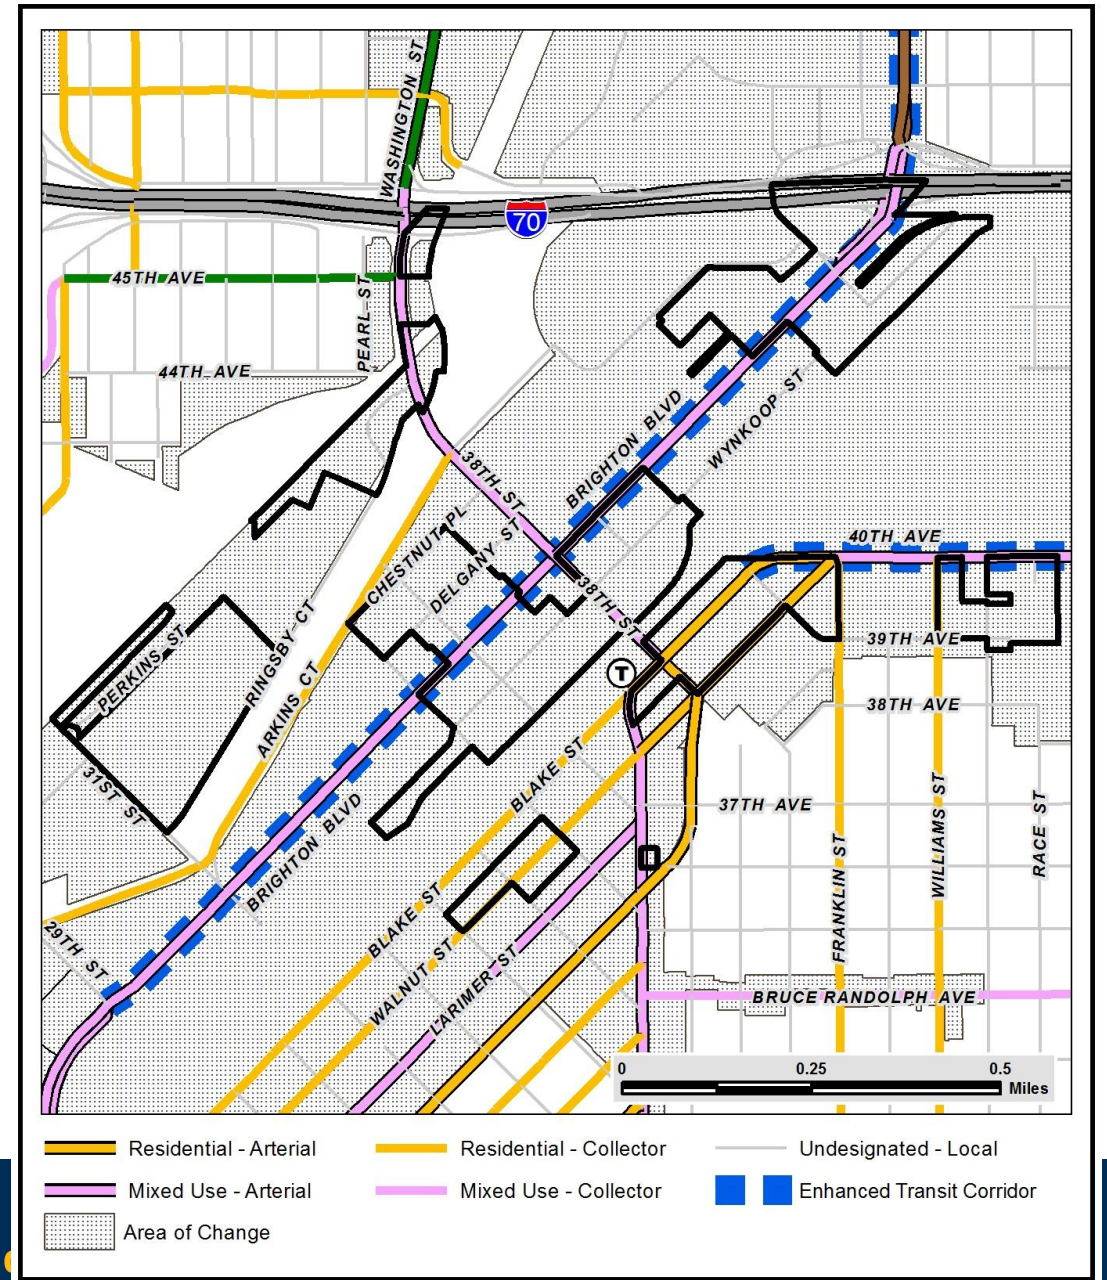 WASHINGTON ST
70
45TH AVE
PEARL ST
44TH AVE
38TH ST
BRIGHTON BLVD
WYNKOOP ST
CHESTNUT PL
DELGANY ST
38TH ST
40TH AVE
39TH AVE
38TH AVE
PERKINS ST
RINGSBY CT
ARKINS CT
31ST ST
T
BLAKE ST
37TH AVE
BRIGHTON BLVD
FRANKLIN ST
WILLIAMS ST
RACE ST
29TH ST
BLAKE ST
WALNUT ST
LARIMER ST
BRUCE RANDOLPH AVE
0 0.25 0.5
Miles
Residential - Arterial
Residential - Collector
Undesignated - Local
Mixed Use - Arterial
Mixed Use - Collector
Enhanced Transit Corridor
Area of Change